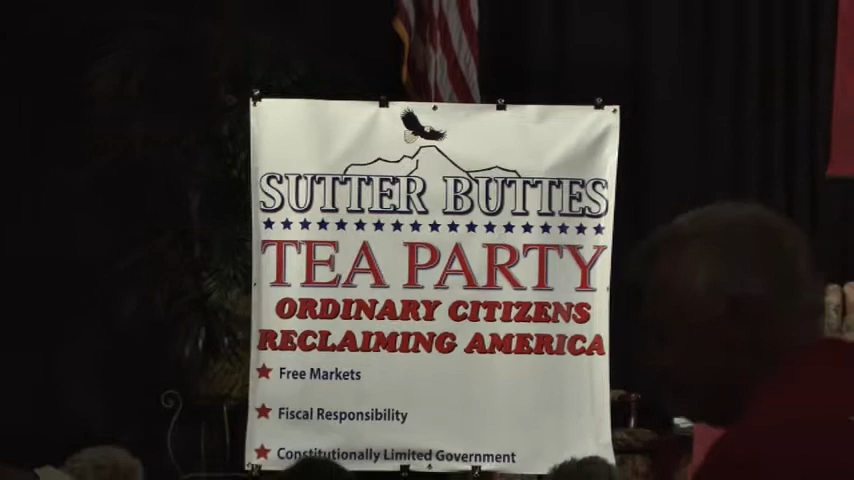 SUTTER BUTTES
TEA PARTY
ORDINARY CITIZENS
RECLAIMING AMERICA
Free Markets
Fiscal Responsibility
Constitutionally Limited Government